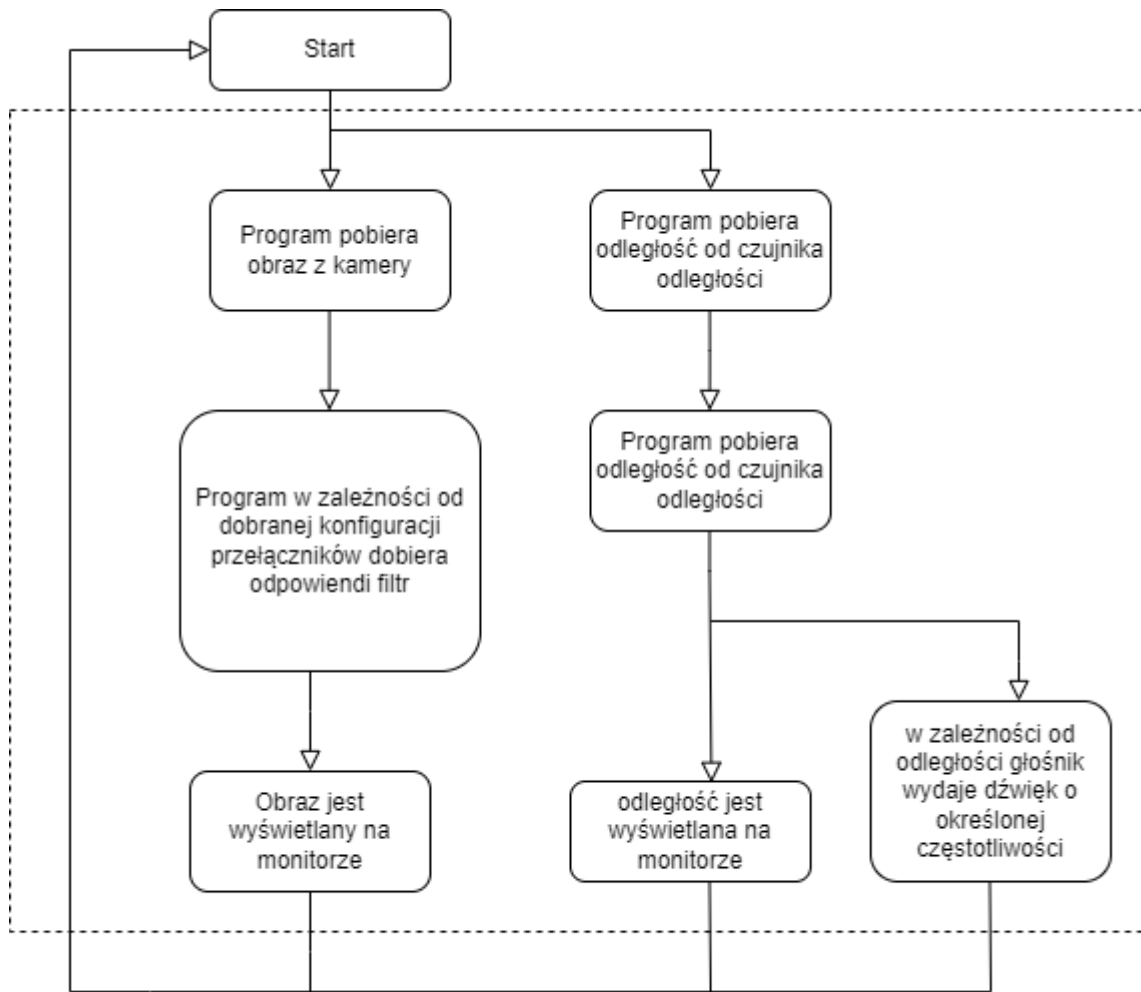 Start
Program pobiera
obraz z kamery
Program pobiera
odległość od czujnika
odległości
Program w zależności od
dobranej konfiguracji
przełączników dobiera
odpowiendi filtr
Program pobiera
odległość od czujnika
odległości
Obraz jest
wyświetlany na
monitorze
odległość jest
wyświetlana na
monitorze
w zależności od
odległości głośnik
wydaje dźwięk o
określonej
częstotliwości